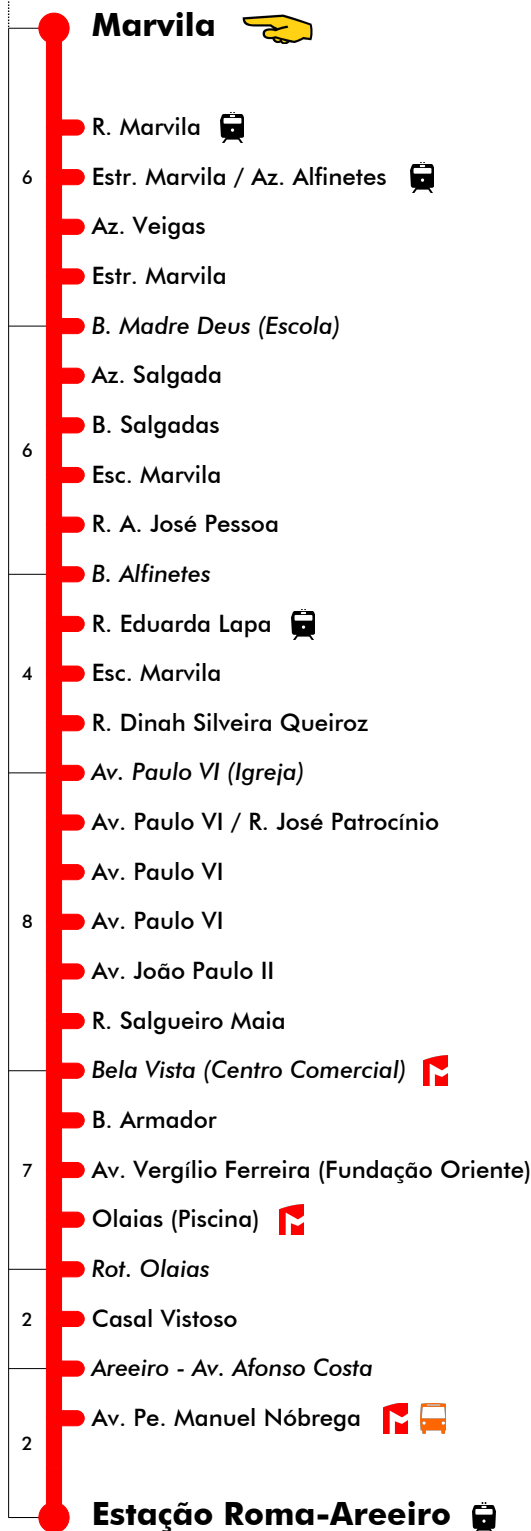 Marvila
R. Marvila
6
Estr. Marvila / Az. Alfinetes
Az. Veigas
Estr. Marvila
B. Madre Deus (Escola)
Az. Salgada
B. Salgadas
6
Esc. Marvila
R. A. José Pessoa
B. Alfinetes
R. Eduarda Lapa
4
Esc. Marvila
R. Dinah Silveira Queiroz
Av. Paulo VI (Igreja)
Av. Paulo VI / R. José Patrocínio
Av. Paulo VI
8
Av. Paulo VI
Av. João Paulo II
R. Salgueiro Maia
Bela Vista (Centro Comercial)
B. Armador
7
Av. Vergílio Ferreira (Fundação Oriente)
Olaias (Piscina)
Rot. Olaias
2
Casal Vistoso
Areeiro - Av. Afonso Costa
Av. Pe. Manuel Nóbrega
2
Estação Roma-Areeiro